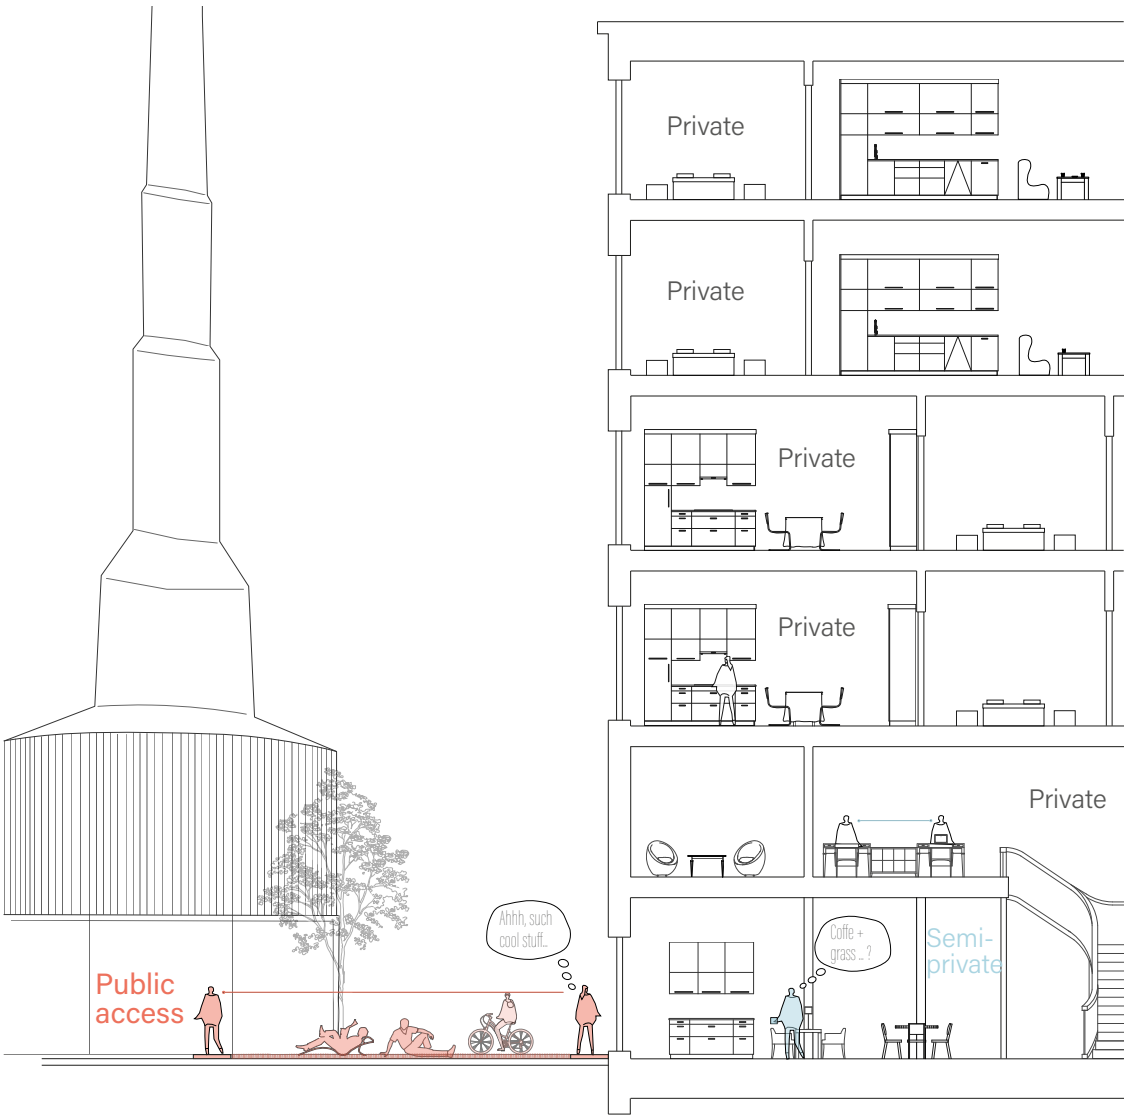 Private
Private
Private
Private
Private
Ahhh, such
cool stuff...
Coffe +
grass ... ?
Semi-
private
Public
access